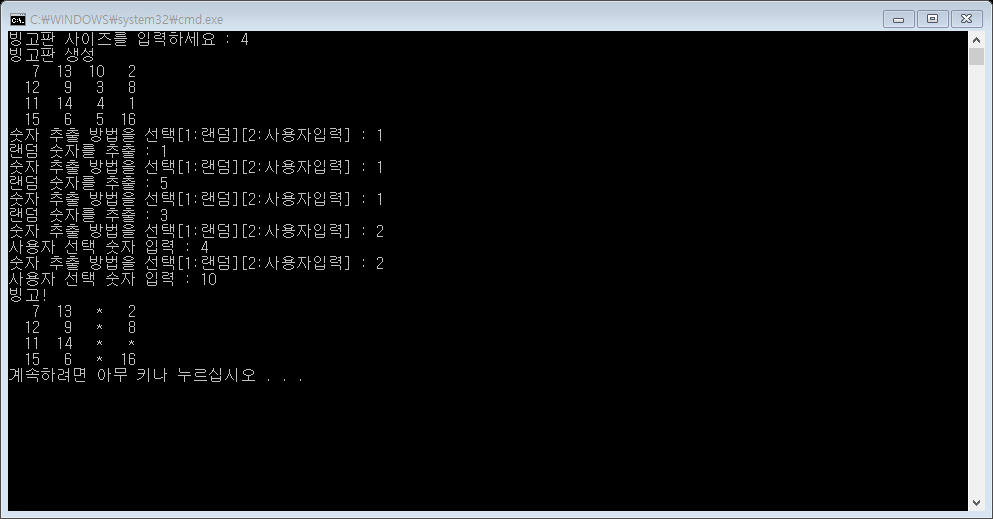 C:₩WINDOWS₩system32₩cmd.exe
빙고판 사이즈를 입력하세요 : 4
빙고판 생성
7 13 10 2
12 9 3 8
11 14 4 1
15 6 5 16
숫자 추출 방법을 선택[1:랜덤][2:사용자입력] : 1
랜덤 숫자를 추출 : 1
숫자 추출 방법을 선택[1:랜덤][2:사용자입력] : 1
랜덤 숫자를 추출 : 5
숫자 추출 방법을 선택[1:랜덤][2:사용자입력] : 1
랜덤 숫자를 추출 : 3
숫자 추출 방법을 선택[1:랜덤][2:사용자입력] : 2
사용자 선택 숫자 입력 : 4
숫자 추출 방법을 선택[1:랜덤][2:사용자입력] : 2
사용자 선택 숫자 입력 : 10
빙고!
7 13 * 2
12 9 * 8
11 14 * *
15 6 * 16
계속하려면 아무 키나 누르십시오 . . .